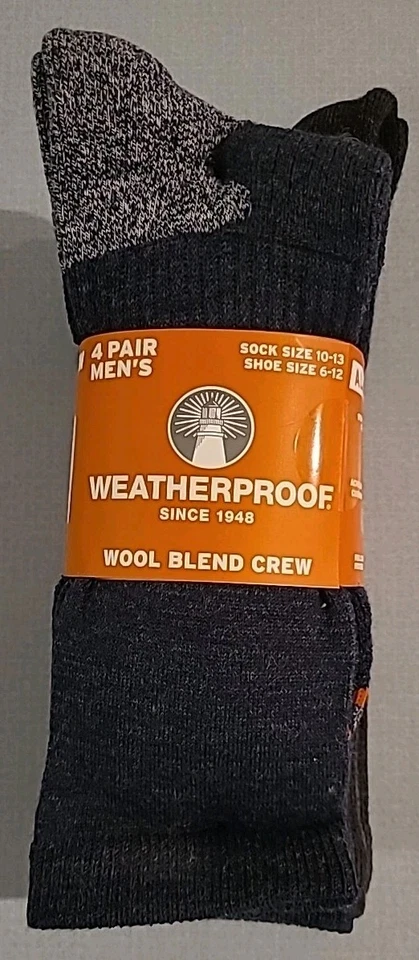 4 PAIR
MEN'S
SOCK SIZE 10-13
SHOE SIZE 6-12
WEATHERPROOF®
SINCE 1948
WOOL BLEND CREW